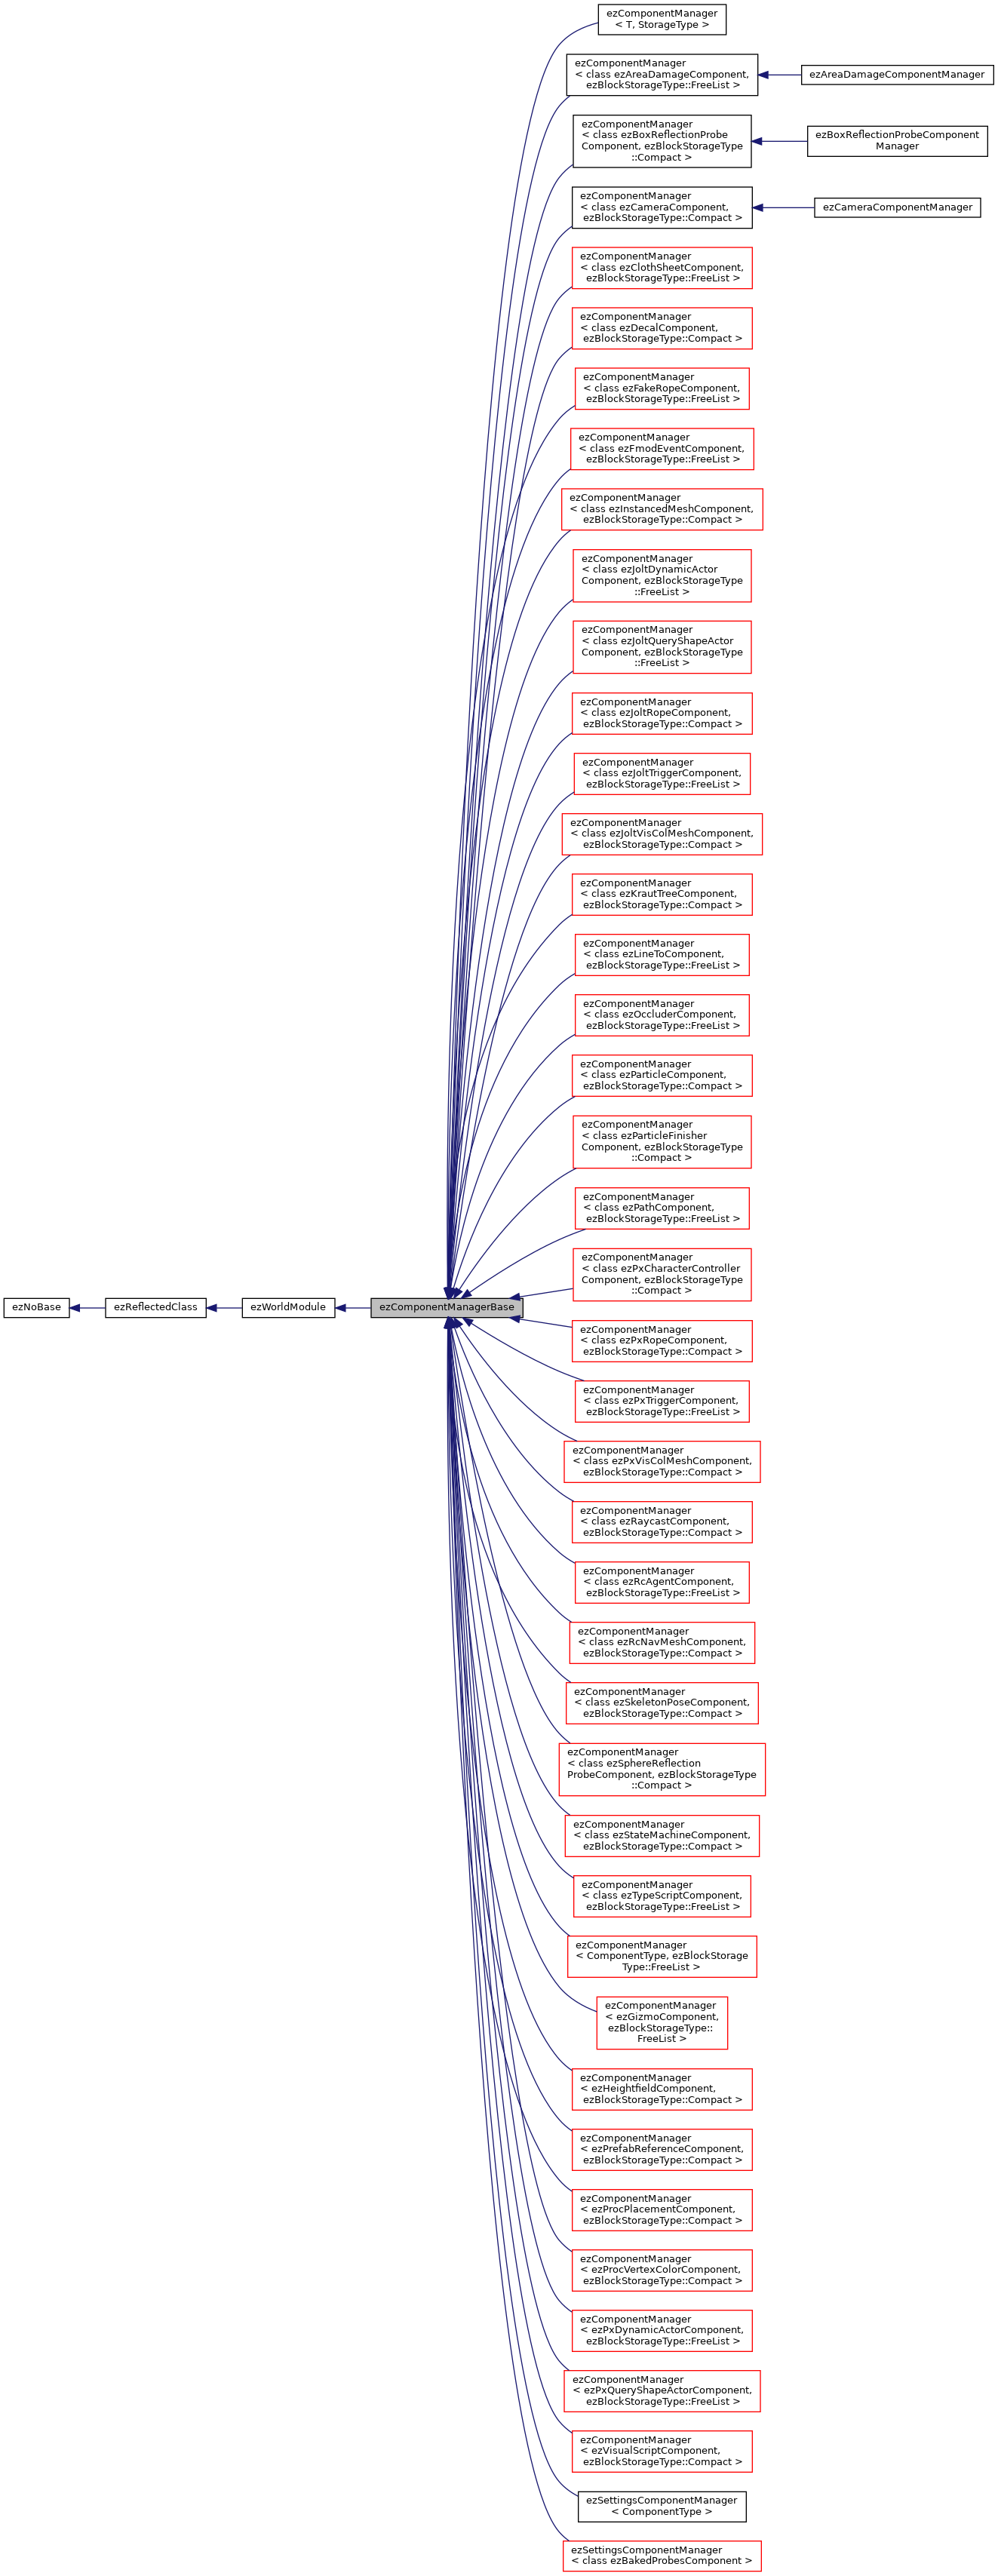 ezComponentManager
< T, StorageType >
ezComponentManager
< class ezAreaDamageComponent,
ezBlockStorageType::FreeList >
ezAreaDamageComponentManager
ezComponentManager
< class ezBoxReflectionProbe
Component, ezBlockStorageType
::Compact >
ezBoxReflectionProbeComponent
Manager
ezComponentManager
< class ezCameraComponent,
ezBlockStorageType::Compact >
ezCameraComponentManager
ezComponentManager
< class ezClothSheetComponent,
ezBlockStorageType::FreeList >
ezComponentManager
< class ezDecalComponent,
ezBlockStorageType::Compact >
ezComponentManager
< class ezFakeRopeComponent,
ezBlockStorageType::FreeList >
ezComponentManager
< class ezFmodEventComponent,
ezBlockStorageType::FreeList >
ezComponentManager
< class ezInstancedMeshComponent,
ezBlockStorageType::Compact >
ezComponentManager
< class ezJoltDynamicActor
Component, ezBlockStorageType
::FreeList >
ezComponentManager
< class ezJoltQueryShapeActor
Component, ezBlockStorageType
::FreeList >
ezComponentManager
< class ezJoltRopeComponent,
ezBlockStorageType::Compact >
ezComponentManager
< class ezJoltTriggerComponent,
ezBlockStorageType::FreeList >
ezComponentManager
< class ezJoltVisColMeshComponent,
ezBlockStorageType::Compact >
ezComponentManager
< class ezKrautTreeComponent,
ezBlockStorageType::Compact >
ezComponentManager
< class ezLineToComponent,
ezBlockStorageType::FreeList >
ezComponentManager
< class ezOccluderComponent,
ezBlockStorageType::FreeList >
ezComponentManager
< class ezParticleComponent,
ezBlockStorageType::Compact >
ezComponentManager
< class ezParticleFinisher
Component, ezBlockStorageType
::Compact >
ezComponentManager
< class ezPathComponent,
ezBlockStorageType::FreeList >
ezComponentManager
< class ezPxCharacterController
Component, ezBlockStorageType
::Compact >
ezNoBase
ezReflectedClass
ezWorldModule
ezComponentManagerBase
ezComponentManager
< class ezPxRopeComponent,
ezBlockStorageType::Compact >
ezComponentManager
< class ezPxTriggerComponent,
ezBlockStorageType::FreeList >
ezComponentManager
< class ezPxVisColMeshComponent,
ezBlockStorageType::Compact >
ezComponentManager
< class ezRaycastComponent,
ezBlockStorageType::Compact >
ezComponentManager
< class ezRcAgentComponent,
ezBlockStorageType::FreeList >
ezComponentManager
< class ezRcNavMeshComponent,
ezBlockStorageType::Compact >
ezComponentManager
< class ezSkeletonPoseComponent,
ezBlockStorageType::Compact >
ezComponentManager
< class ezSphereReflection
ProbeComponent, ezBlockStorageType
::Compact >
ezComponentManager
< class ezStateMachineComponent,
ezBlockStorageType::Compact >
ezComponentManager
< class ezTypeScriptComponent,
ezBlockStorageType::FreeList >
ezComponentManager
< ComponentType, ezBlockStorage
Type::FreeList >
ezComponentManager
< ezGizmoComponent,
ezBlockStorageType::
FreeList >
ezComponentManager
< ezHeightfieldComponent,
ezBlockStorageType::Compact >
ezComponentManager
< ezPrefabReferenceComponent,
ezBlockStorageType::Compact >
ezComponentManager
< ezProcPlacementComponent,
ezBlockStorageType::Compact >
ezComponentManager
< ezProcVertexColorComponent,
ezBlockStorageType::Compact >
ezComponentManager
< ezPxDynamicActorComponent,
ezBlockStorageType::FreeList >
ezComponentManager
< ezPxQueryShapeActorComponent,
ezBlockStorageType::FreeList >
ezComponentManager
< ezVisualScriptComponent,
ezBlockStorageType::Compact >
ezSettingsComponentManager
< ComponentType >
ezSettingsComponentManager
< class ezBakedProbesComponent >